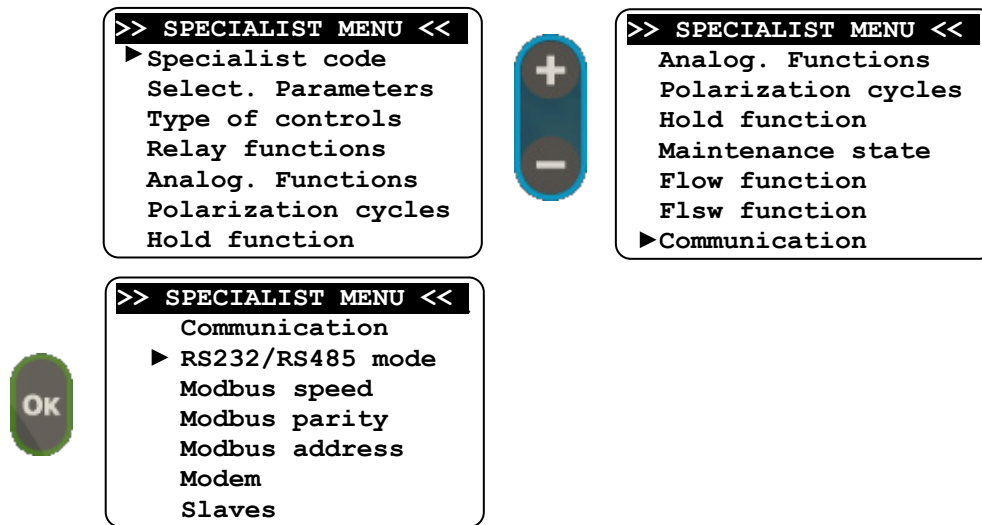 >> SPECIALIST MENU <<
►Specialist code
Select. Parameters
Type of controls
Relay functions
Analog. Functions
Polarization cycles
Hold function
+
−
>> SPECIALIST MENU <<
Analog. Functions
Polarization cycles
Hold function
Maintenance state
Flow function
Flsw function
►Communication
OK
>> SPECIALIST MENU <<
Communication
► RS232/RS485 mode
Modbus speed
Modbus parity
Modbus address
Modem
Slaves